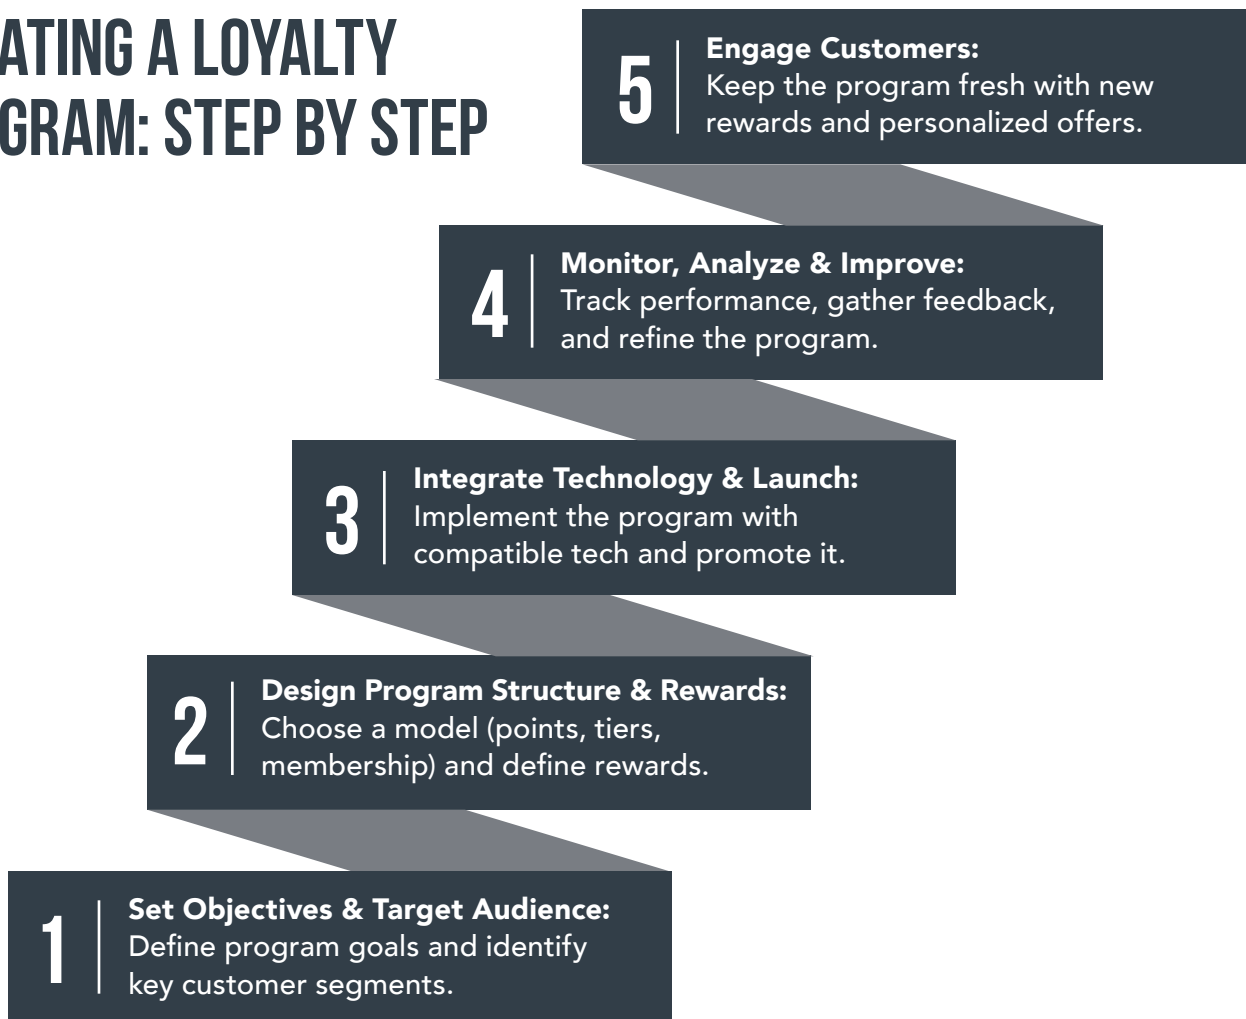 ATING A LOYALTY
GRAM: STEP BY STEP
5
Engage Customers:
Keep the program fresh with new
rewards and personalized offers.
4
Monitor, Analyze & Improve:
Track performance, gather feedback,
and refine the program.
3
Integrate Technology & Launch:
Implement the program with
compatible tech and promote it.
2
Design Program Structure & Rewards:
Choose a model (points, tiers,
membership) and define rewards.
1
Set Objectives & Target Audience:
Define program goals and identify
key customer segments.